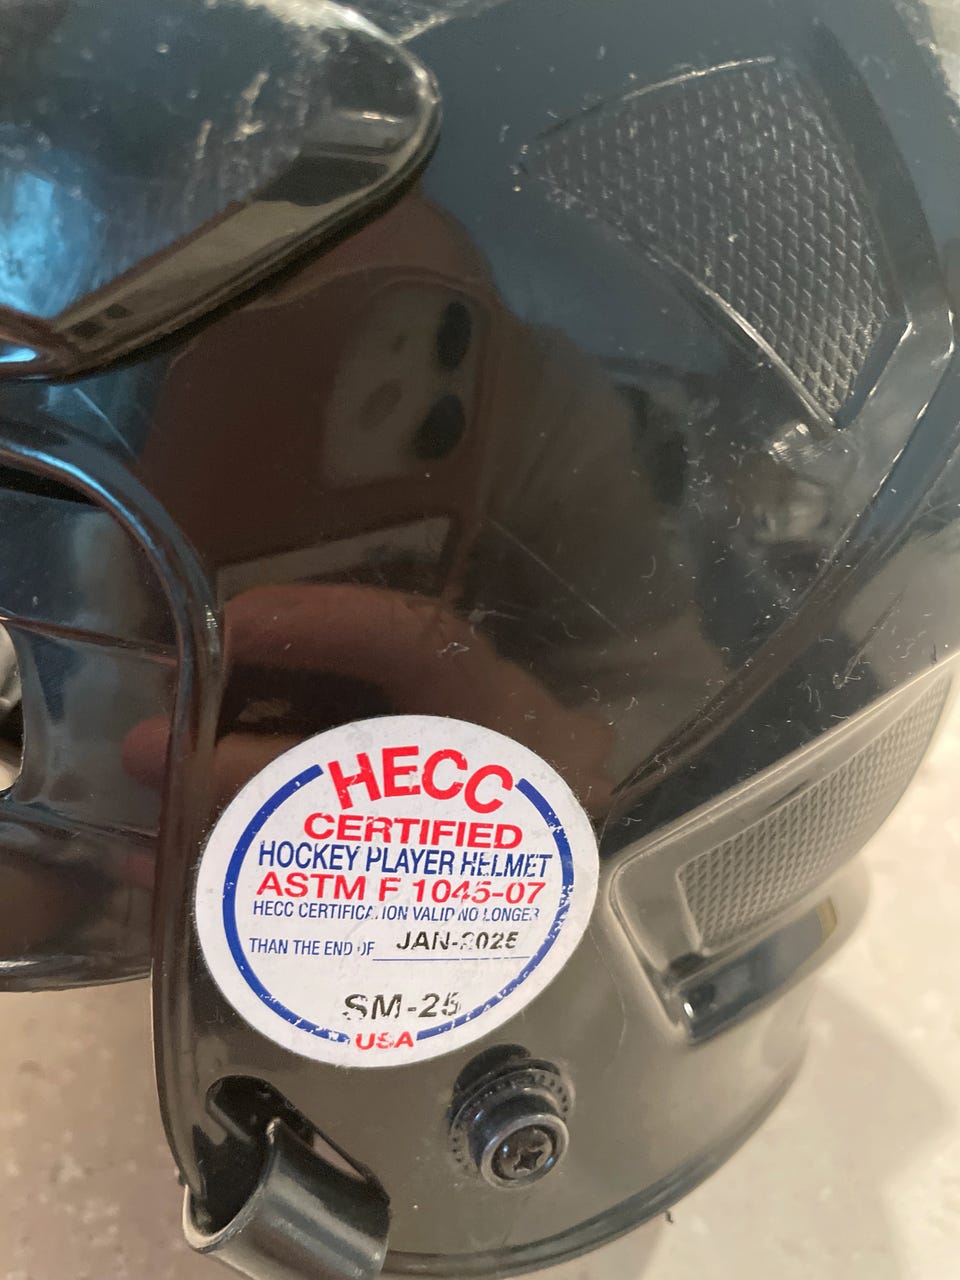 HECC
CERTIFIED
HOCKEY PLAYER HELMET
ASTM F 1045-07
HECC CERTIFICATION VALID NO LONGER
THAN THE END OF JAN-2025
SM-25
USA